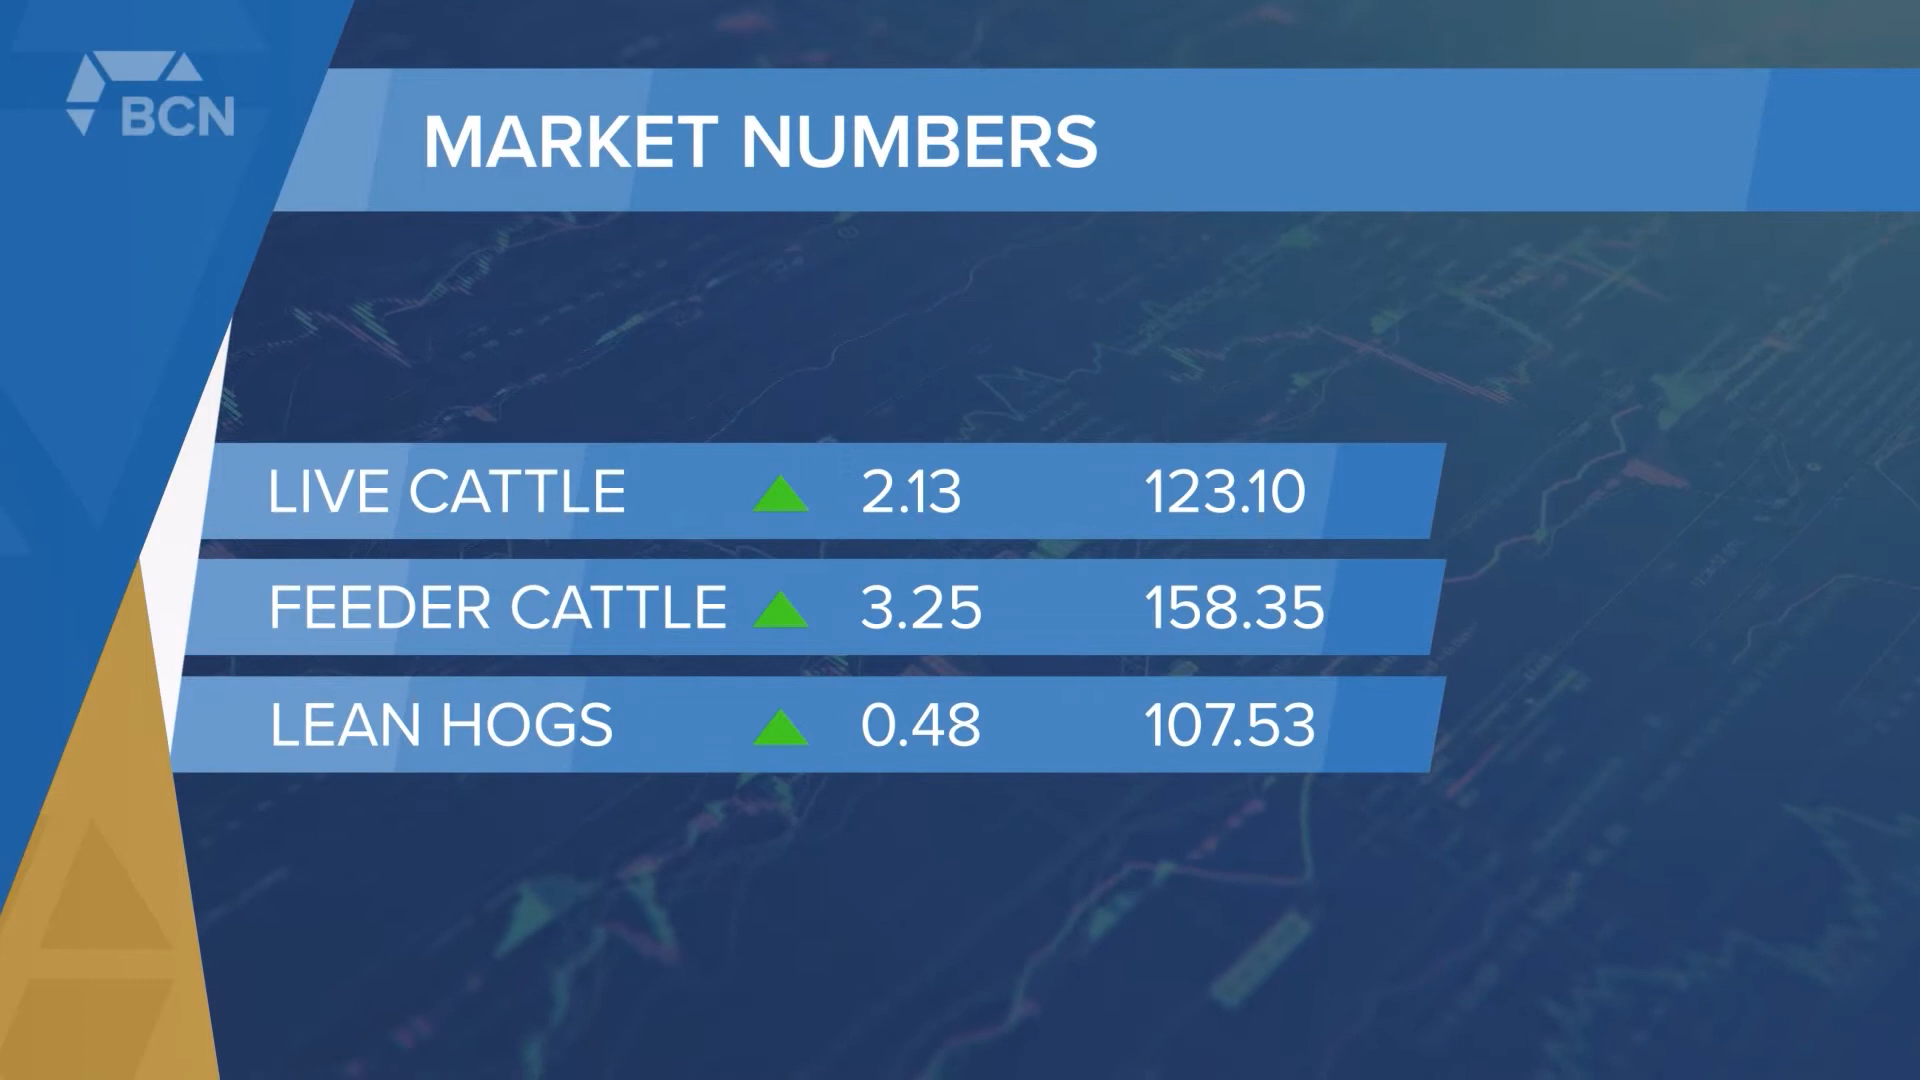 BCN
MARKET NUMBERS
LIVE CATTLE 2.13 123.10
FEEDER CATTLE 3.25 158.35
LEAN HOGS 0.48 107.53